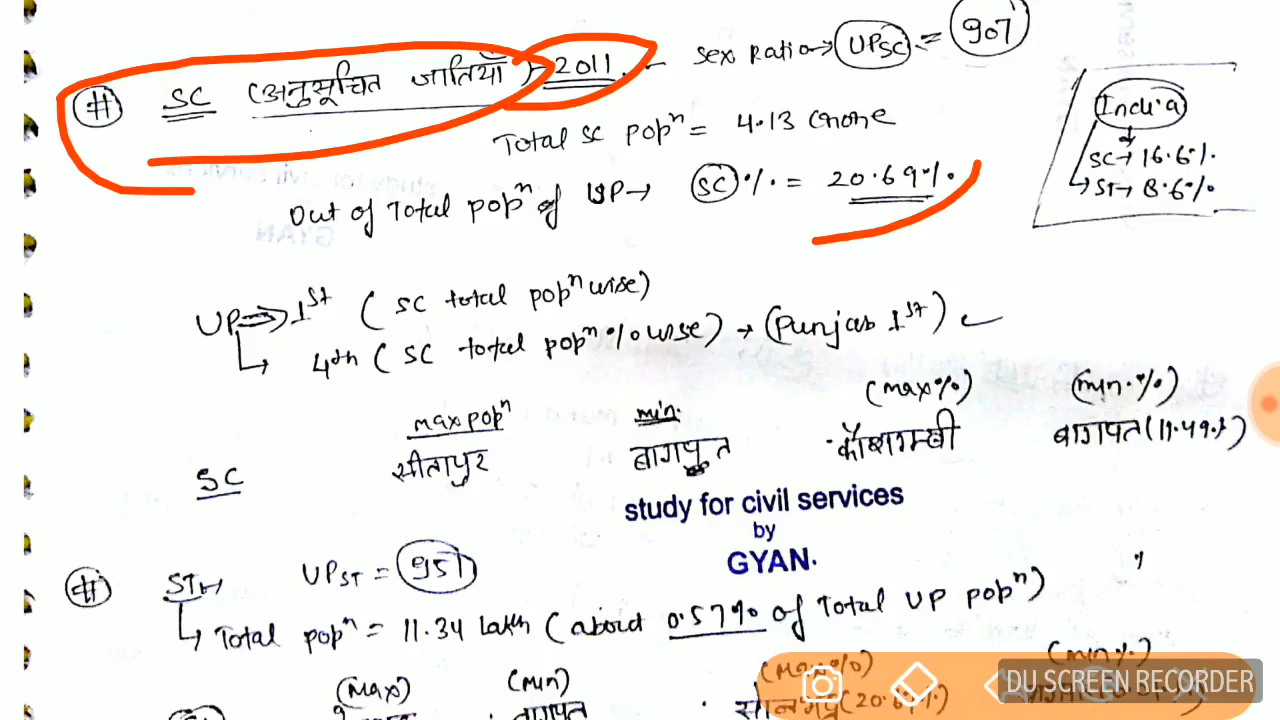 Sex Ratio → UPSC = 907
# SC (अनुसूचित जातियाँ) - 2011
Total SC popⁿ = 4.13 crore
Out of Total popⁿ of UP → SC % = 20.69%
India
SC → 16.6%
ST → 8.6%
UP ⇒ 1st ( SC total popⁿ wise)
↳ 4th ( SC total popⁿ % wise) → (Punjab 1st)
max popⁿ min. (max %) (min. %)
SC सीतापुर बागपत कौशाम्बी बागपत (11.49%)
study for civil services
by
GYAN.
# ST → UPST = 951
↳ Total popⁿ = 11.34 lakh ( about 0.57% of Total UP popⁿ)
(Max) (Min) (Max%) (Min %)
बागपत
DU SCREEN RECORDER